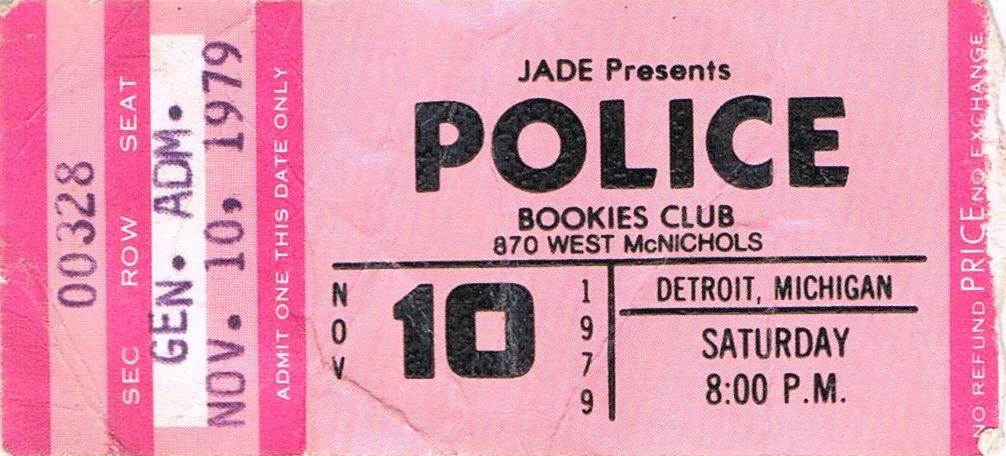 00328
SEC ROW SEAT
GEN. ADM.
NOV. 10, 1979
ADMIT ONE THIS DATE ONLY
JADE Presents
POLICE
BOOKIES CLUB
870 WEST McNICHOLS
NOV 10 1979
DETROIT, MICHIGAN
SATURDAY
8:00 P.M.
NO REFUND PRICE NO EXCHANGE